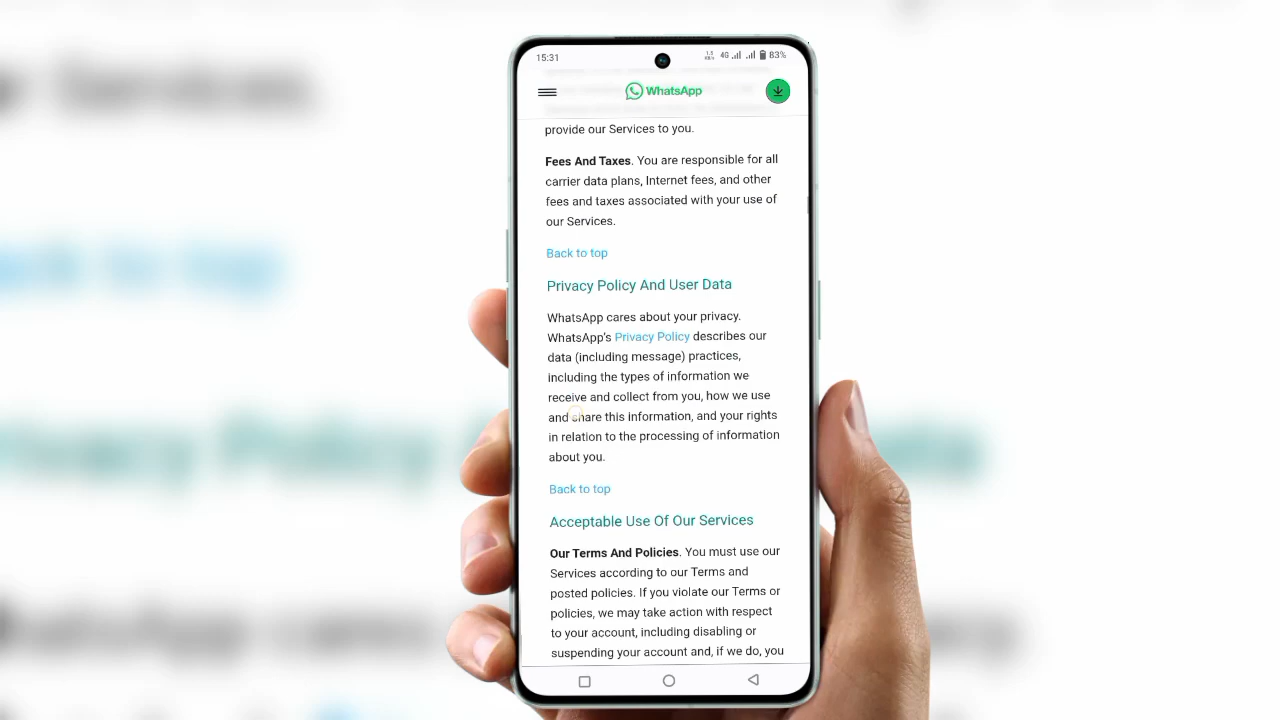 15:31
4G
83%
WhatsApp
provide our Services to you.
Fees And Taxes. You are responsible for all
carrier data plans, Internet fees, and other
fees and taxes associated with your use of
our Services.
Back to top
Privacy Policy And User Data
WhatsApp cares about your privacy.
WhatsApp's Privacy Policy describes our
data (including message) practices,
including the types of information we
receive and collect from you, how we use
and share this information, and your rights
in relation to the processing of information
about you.
Back to top
Acceptable Use Of Our Services
Our Terms And Policies. You must use our
Services according to our Terms and
posted policies. If you violate our Terms or
policies, we may take action with respect
to your account, including disabling or
suspending your account and, if we do, you